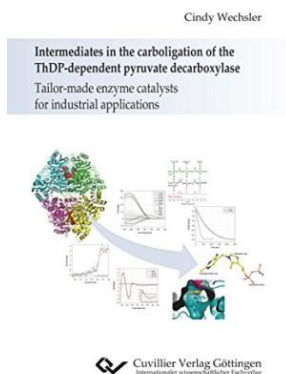 Cindy Wechsler
Intermediates in the carboligation of the
ThDP-dependent pyruvate decarboxylase
Tailor-made enzyme catalysts
for industrial applications
Cuvillier Verlag Göttingen
Internationaler wissenschaftlicher Fachverlag